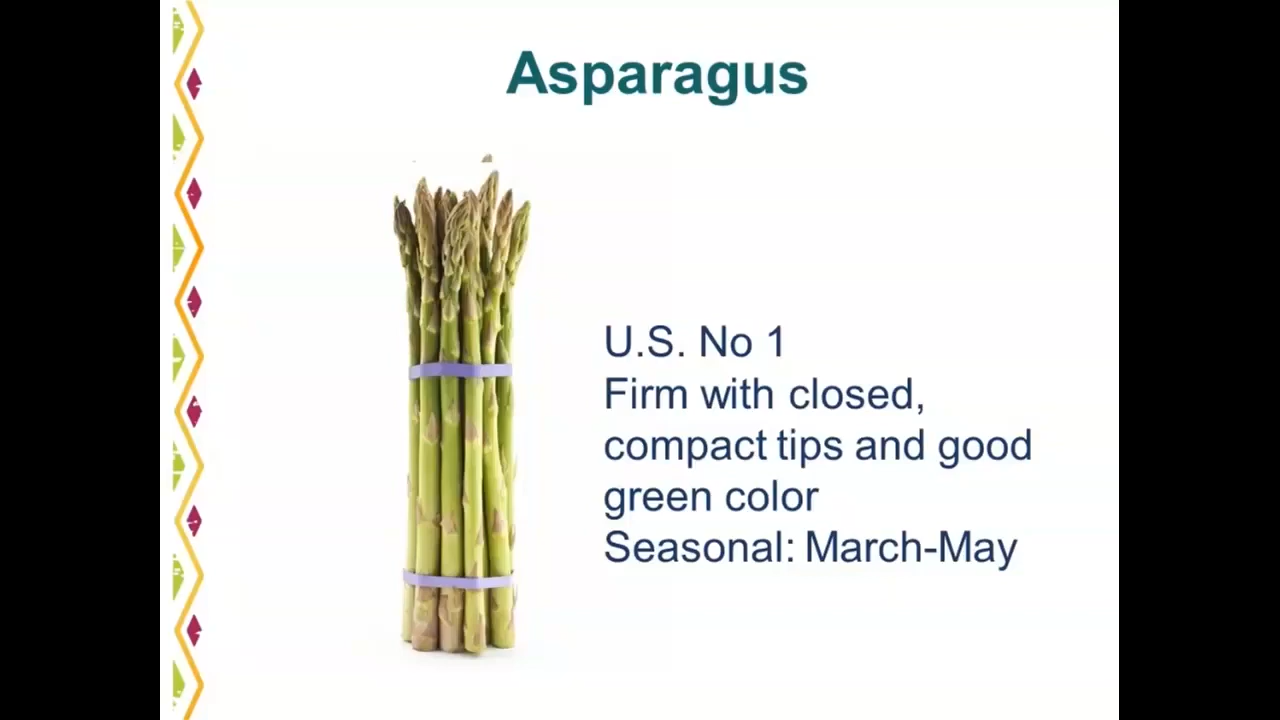 Asparagus
U.S. No 1
Firm with closed,
compact tips and good
green color
Seasonal: March-May